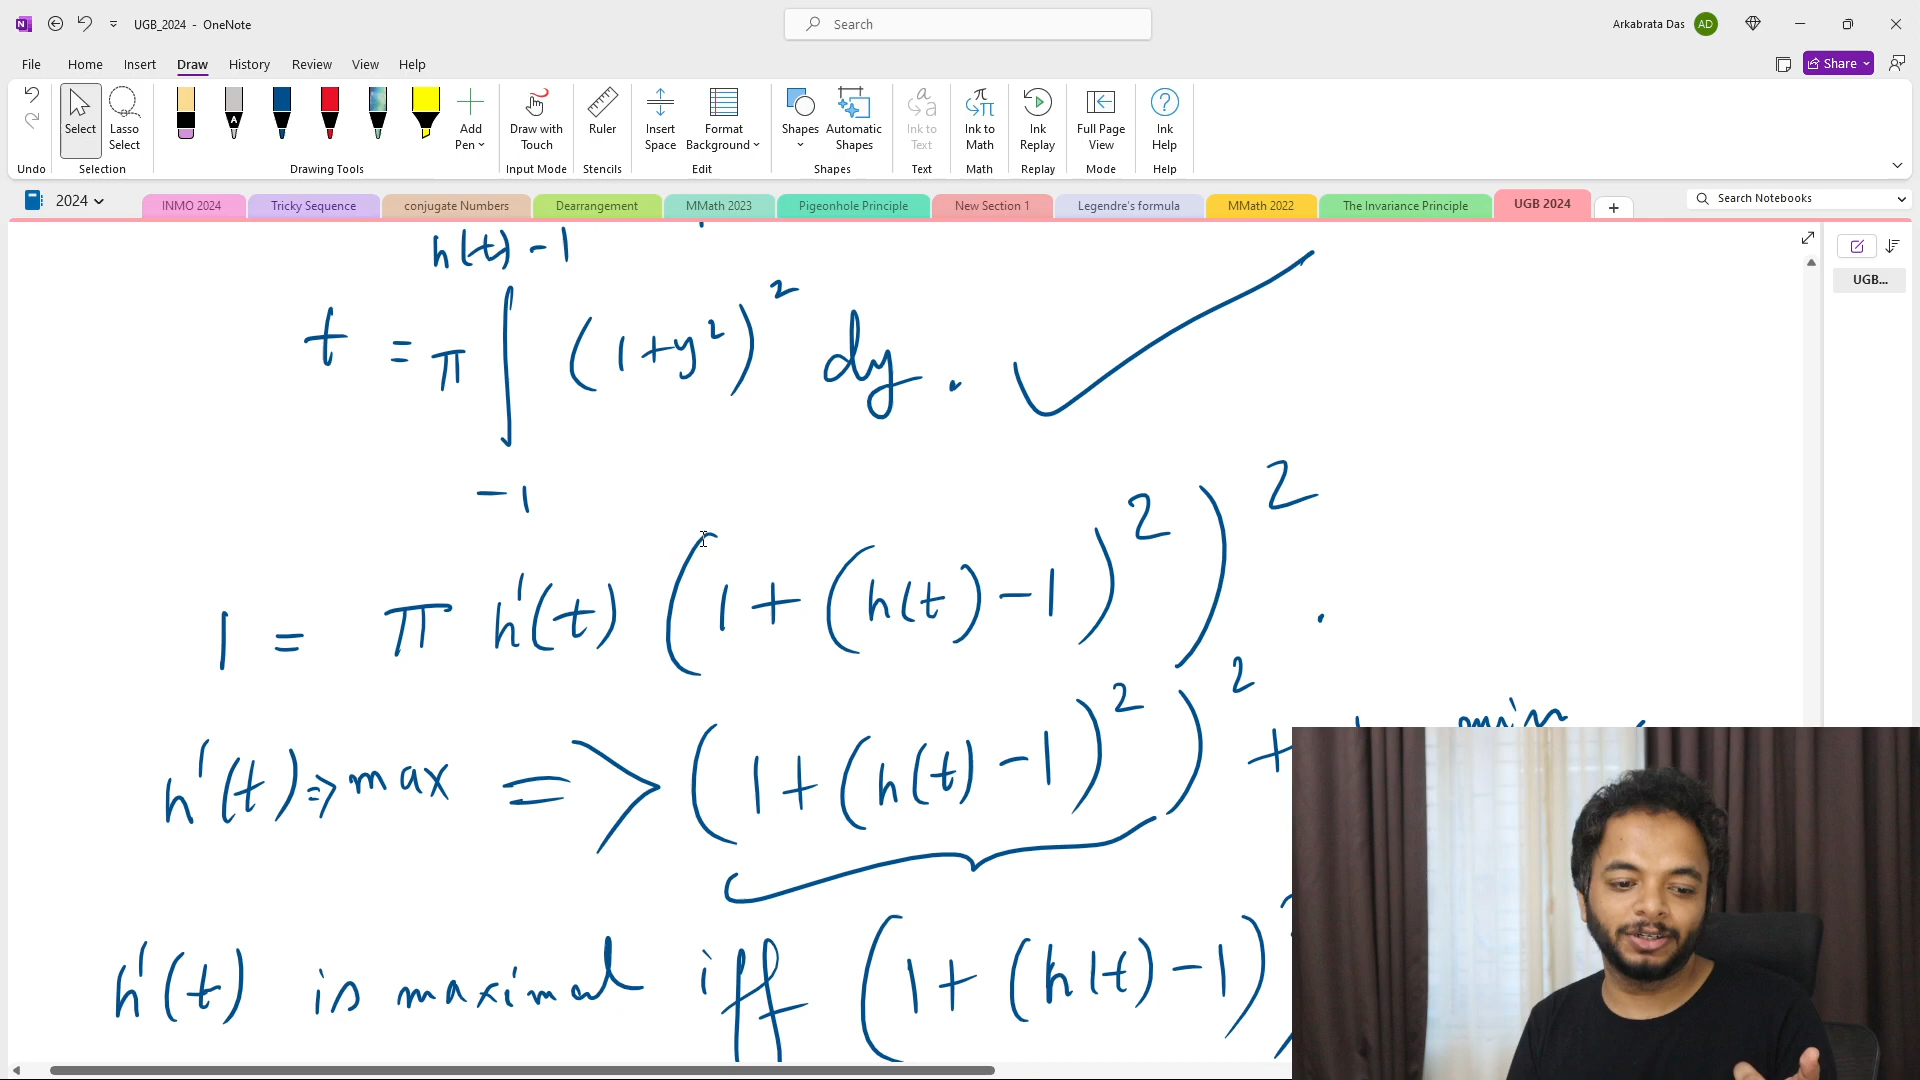 UGB_2024 - OneNote
Search
Arkabrata Das AD
File Home Insert Draw History Review View Help
Share
Select
Lasso Select
Add Pen
Draw with Touch
Ruler
Insert Space
Format Background
Shapes
Automatic Shapes
Ink to Text
Ink to Math
Ink Replay
Full Page View
Ink Help
Undo Selection Drawing Tools Input Mode Stencils Edit Shapes Text Math Replay Mode Help
2024
INMO 2024 Tricky Sequence conjugate Numbers Dearrangement MMath 2023 Pigeonhole Principle New Section 1 Legendre's formula MMath 2022 The Invariance Principle UGB 2024 +
Search Notebooks
UGB...
h(t) - 1
t = π ∫ (1+y²)² dy .
-1
1 = π h'(t) (1 + (h(t) - 1)²)² .
h'(t) ⇒ max ⇒ (1 + (h(t) - 1)²)²
min
h'(t) is maximal iff (1 + (h(t) - 1)